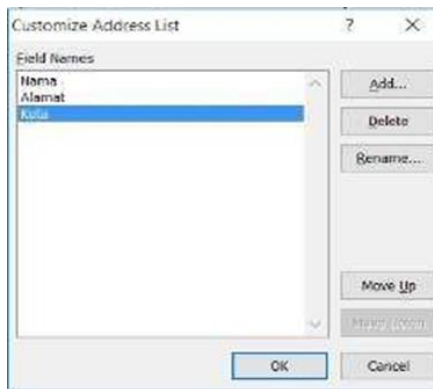 Customize Address List ? ×
Field Names
Nama
Alamat
Kota
Add...
Delete
Rename...
Move Up
Move Down
OK
Cancel